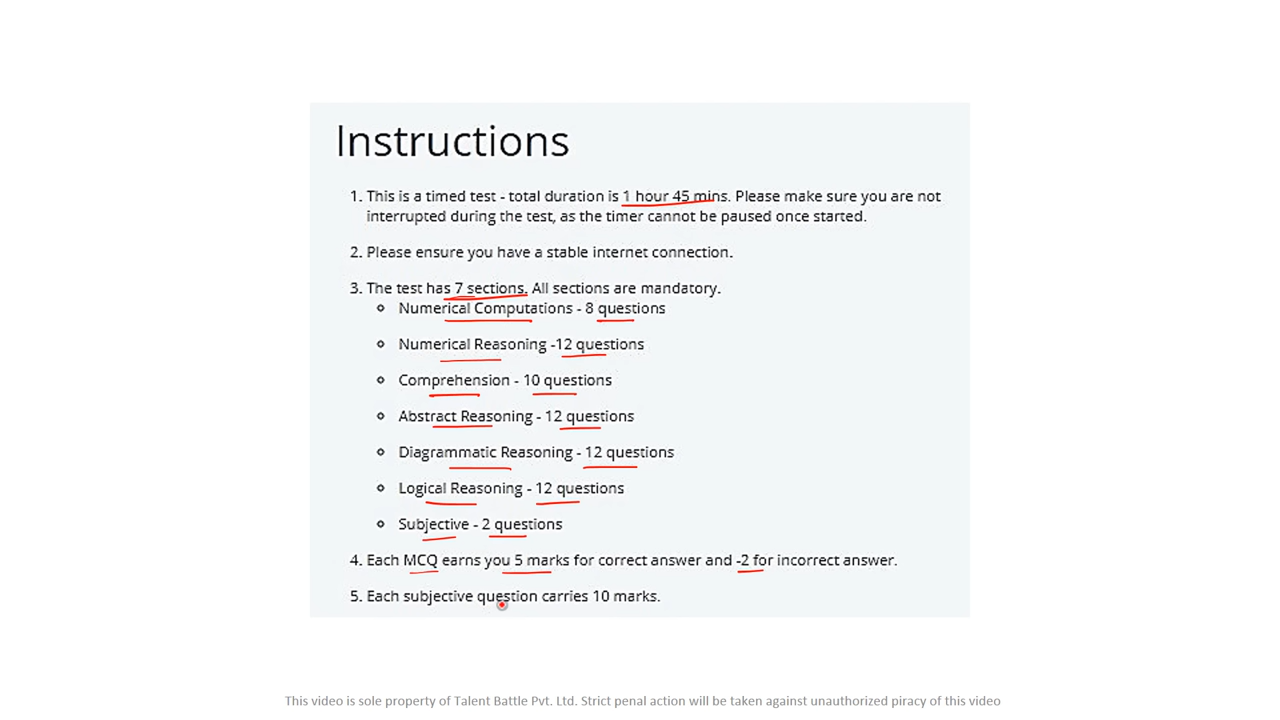 Instructions
1. This is a timed test - total duration is 1 hour 45 mins. Please make sure you are not
interrupted during the test, as the timer cannot be paused once started.
2. Please ensure you have a stable internet connection.
3. The test has 7 sections. All sections are mandatory.
Numerical Computations - 8 questions
Numerical Reasoning -12 questions
Comprehension - 10 questions
Abstract Reasoning - 12 questions
Diagrammatic Reasoning - 12 questions
Logical Reasoning - 12 questions
Subjective - 2 questions
4. Each MCQ earns you 5 marks for correct answer and -2 for incorrect answer.
5. Each subjective question carries 10 marks.
This video is sole property of Talent Battle Pvt. Ltd. Strict penal action will be taken against unauthorized piracy of this video